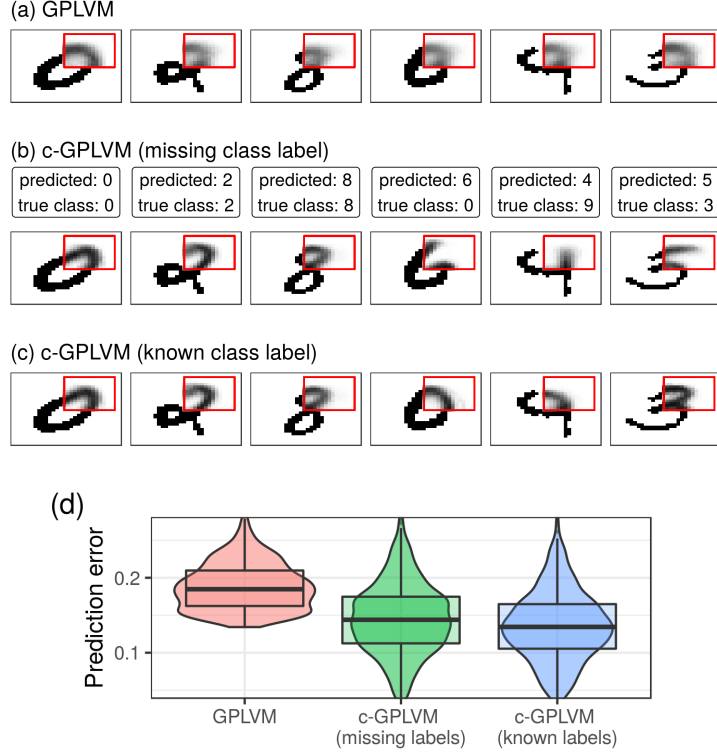 (a) GPLVM
(b) c-GPLVM (missing class label)
predicted: 0 predicted: 2 predicted: 8 predicted: 6 predicted: 4 predicted: 5
true class: 0 true class: 2 true class: 8 true class: 0 true class: 9 true class: 3
(c) c-GPLVM (known class label)
(d)
Prediction error
0.2
0.1
GPLVM c-GPLVM c-GPLVM
(missing labels) (known labels)